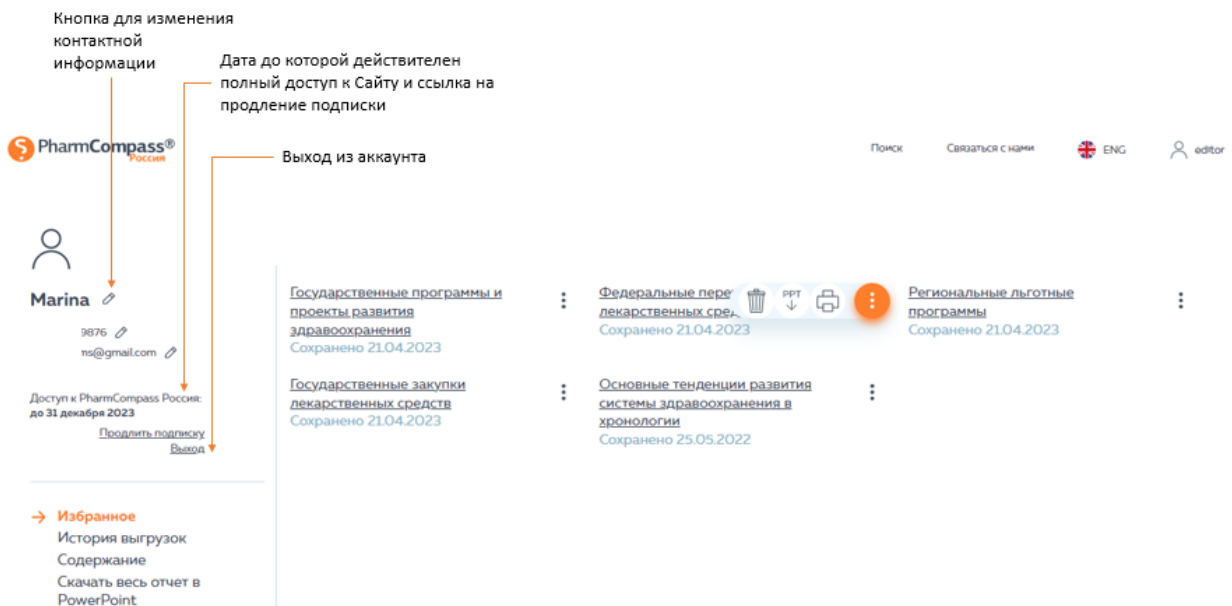 Кнопка для изменения
контактной
информации
Дата до которой действителен
полный доступ к Сайту и ссылка на
продление подписки
PharmCompass®
Россия
Выход из аккаунта
Поиск
Связаться с нами
ENG
editor
Marina
9876
ns@gmail.com
Доступ к PharmCompass Россия:
до 31 декабря 2023
Продлить подписку
Выход
Избранное
История выгрузок
Содержание
Скачать весь отчет в
PowerPoint
Государственные программы и
проекты развития
здравоохранения
Сохранено 21.04.2023
Федеральные
PPT
Сохранено 21.04.2023
Региональные льготные
программы
Сохранено 21.04.2023
Государственные закупки
лекарственных средств
Сохранено 21.04.2023
Основные тенденции развития
системы здравоохранения в
хронологии
Сохранено 25.05.2022